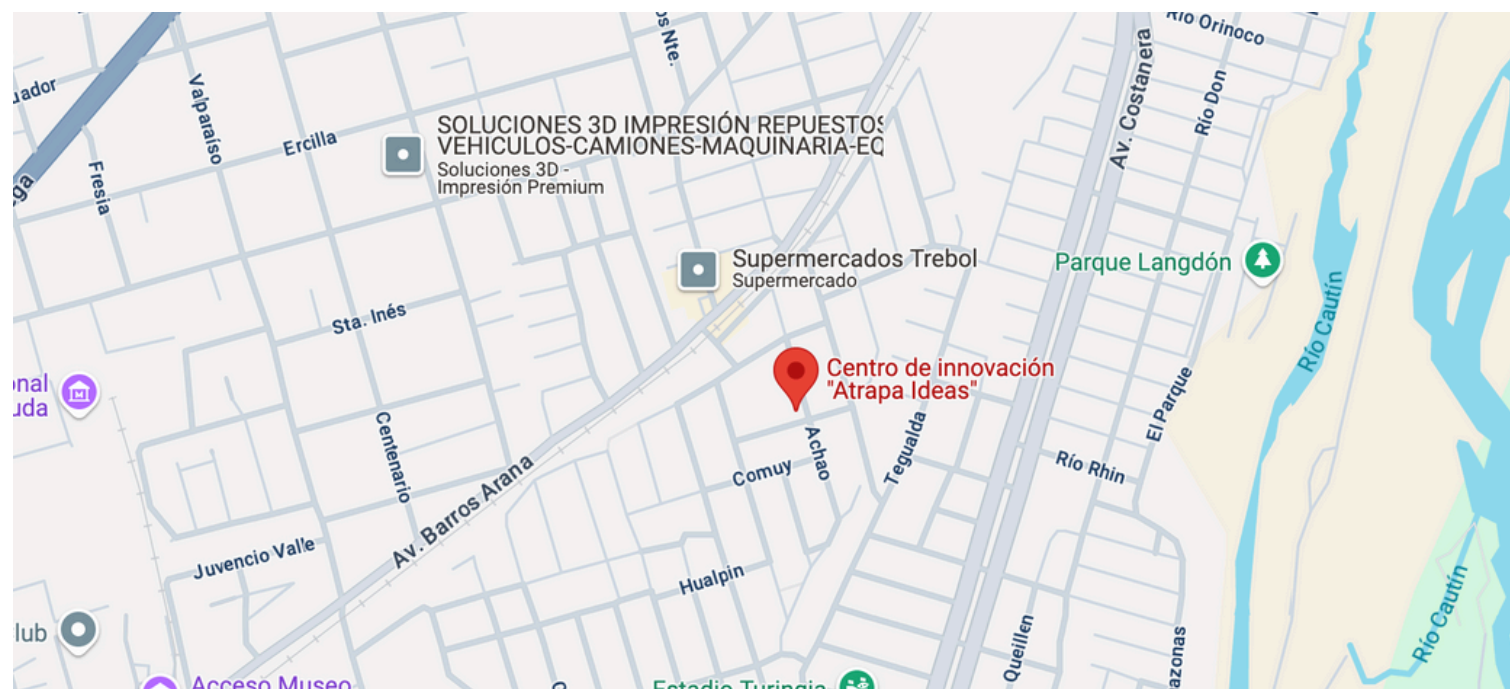 Río Orinoco
os Nte.
uador
Valparaíso
Av. Costanera
Río Don
SOLUCIONES 3D IMPRESIÓN REPUESTOS
VEHICULOS-CAMIONES-MAQUINARIA-EQ
Soluciones 3D -
Impresión Premium
Ercilla
Fresia
ga
Supermercados Trebol
Supermercado
Parque Langdón
Sta. Inés
Río Cautín
onal
uda
Centro de innovación
"Atrapa Ideas"
El Parque
Centenario
Achao
Tegualda
Comuy
Río Rhin
Av. Barros Arana
Juvencio Valle
Hualpin
lub
Queillen
azonas
Río Cautín
Acceso Museo
Estadio Turingia